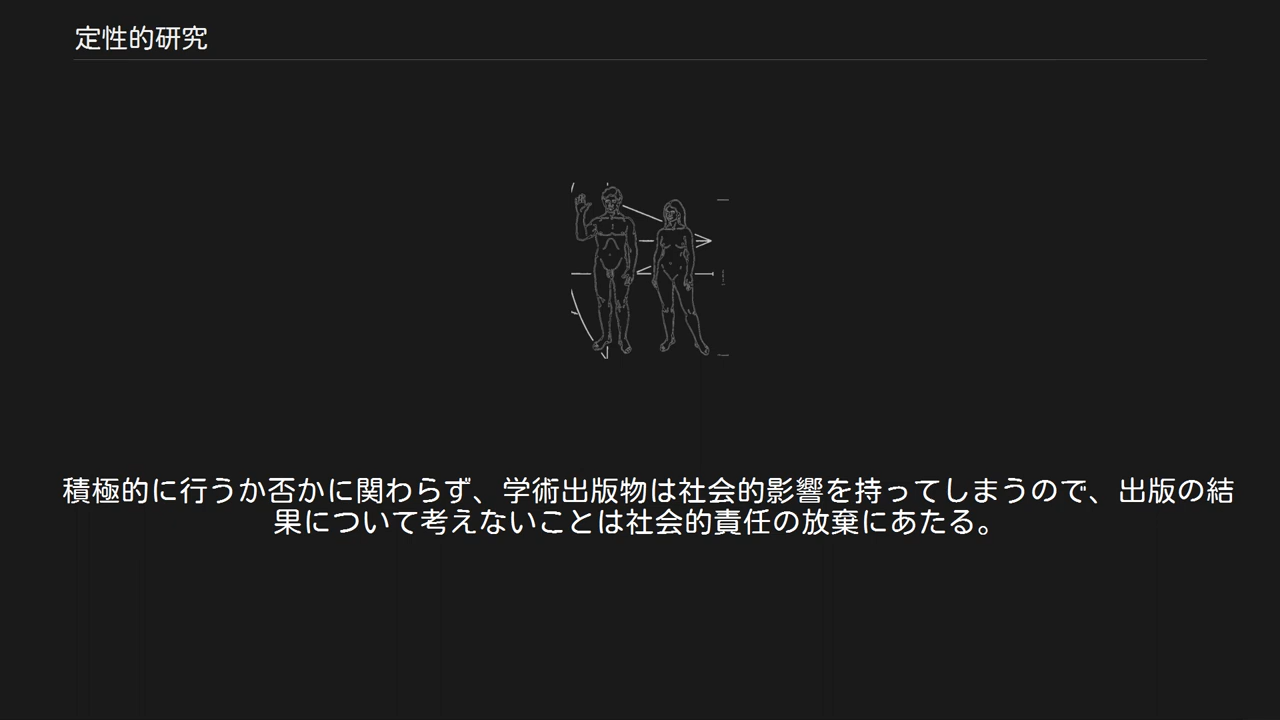 定性的研究
積極的に行うか否かに関わらず、学術出版物は社会的影響を持ってしまうので、出版の結
果について考えないことは社会的責任の放棄にあたる。